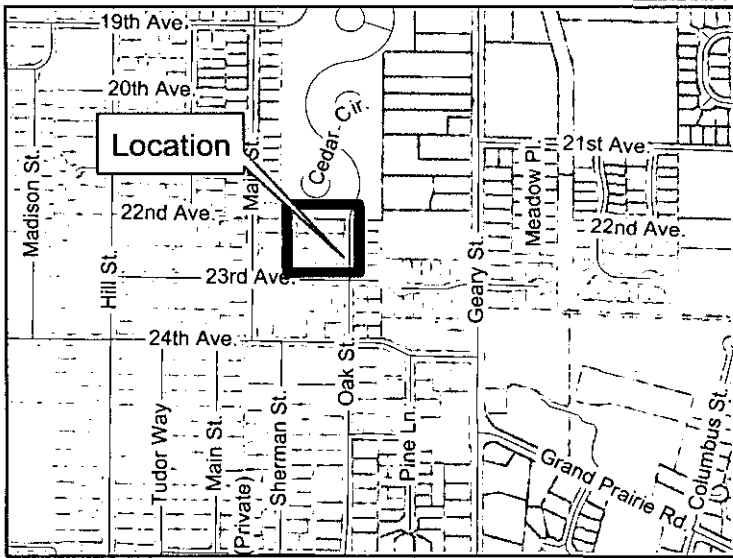 19th Ave.
20th Ave.
Location
Cedar Cir.
21st Ave.
Madison St.
Meadow Pl.
22nd Ave.
22nd Ave.
Hill St.
23rd Ave.
Geary St.
24th Ave.
Oak St.
Tudor Way
Main St.
(Private)
Sherman St.
Pine Ln.
Grand Prairie Rd.
Columbus St.